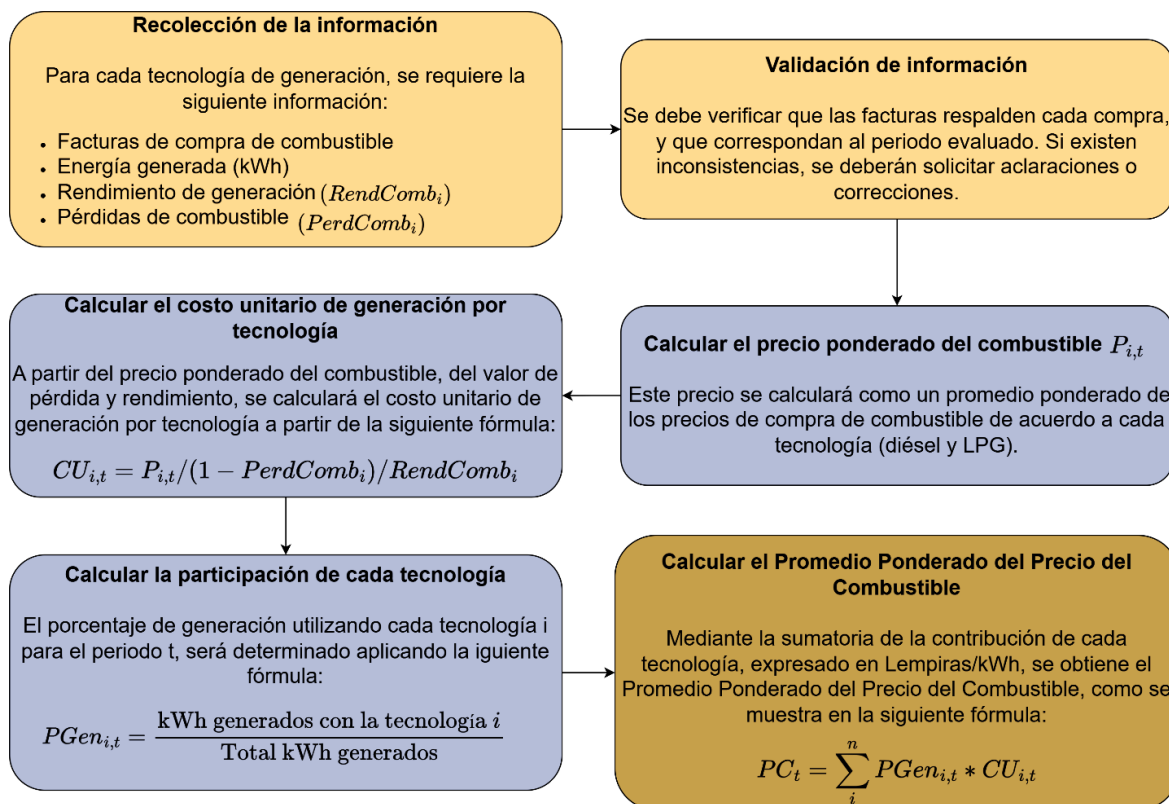 Recolección de la información
Para cada tecnología de generación, se requiere la
siguiente información:
• Facturas de compra de combustible
• Energía generada (kWh)
• Rendimiento de generación (RendComb_i)
• Pérdidas de combustible (PerdComb_i)
Validación de información
Se debe verificar que las facturas respalden cada compra,
y que correspondan al periodo evaluado. Si existen
inconsistencias, se deberán solicitar aclaraciones o
correcciones.
Calcular el precio ponderado del combustible P_{i,t}
Este precio se calculará como un promedio ponderado de
los precios de compra de combustible de acuerdo a cada
tecnología (diésel y LPG).
Calcular el costo unitario de generación por
tecnología
A partir del precio ponderado del combustible, del valor de
pérdida y rendimiento, se calculará el costo unitario de
generación por tecnología a partir de la siguiente fórmula:
CU_{i,t} = P_{i,t}/(1 − PerdComb_i)/RendComb_i
Calcular la participación de cada tecnología
El porcentaje de generación utilizando cada tecnología i
para el periodo t, será determinado aplicando la iguiente
fórmula:
PGen_{i,t} = kWh generados con la tecnología i / Total kWh generados
Calcular el Promedio Ponderado del Precio del
Combustible
Mediante la sumatoria de la contribución de cada
tecnología, expresado en Lempiras/kWh, se obtiene el
Promedio Ponderado del Precio del Combustible, como se
muestra en la siguiente fórmula:
PC_t = ∑_i^n PGen_{i,t} * CU_{i,t}